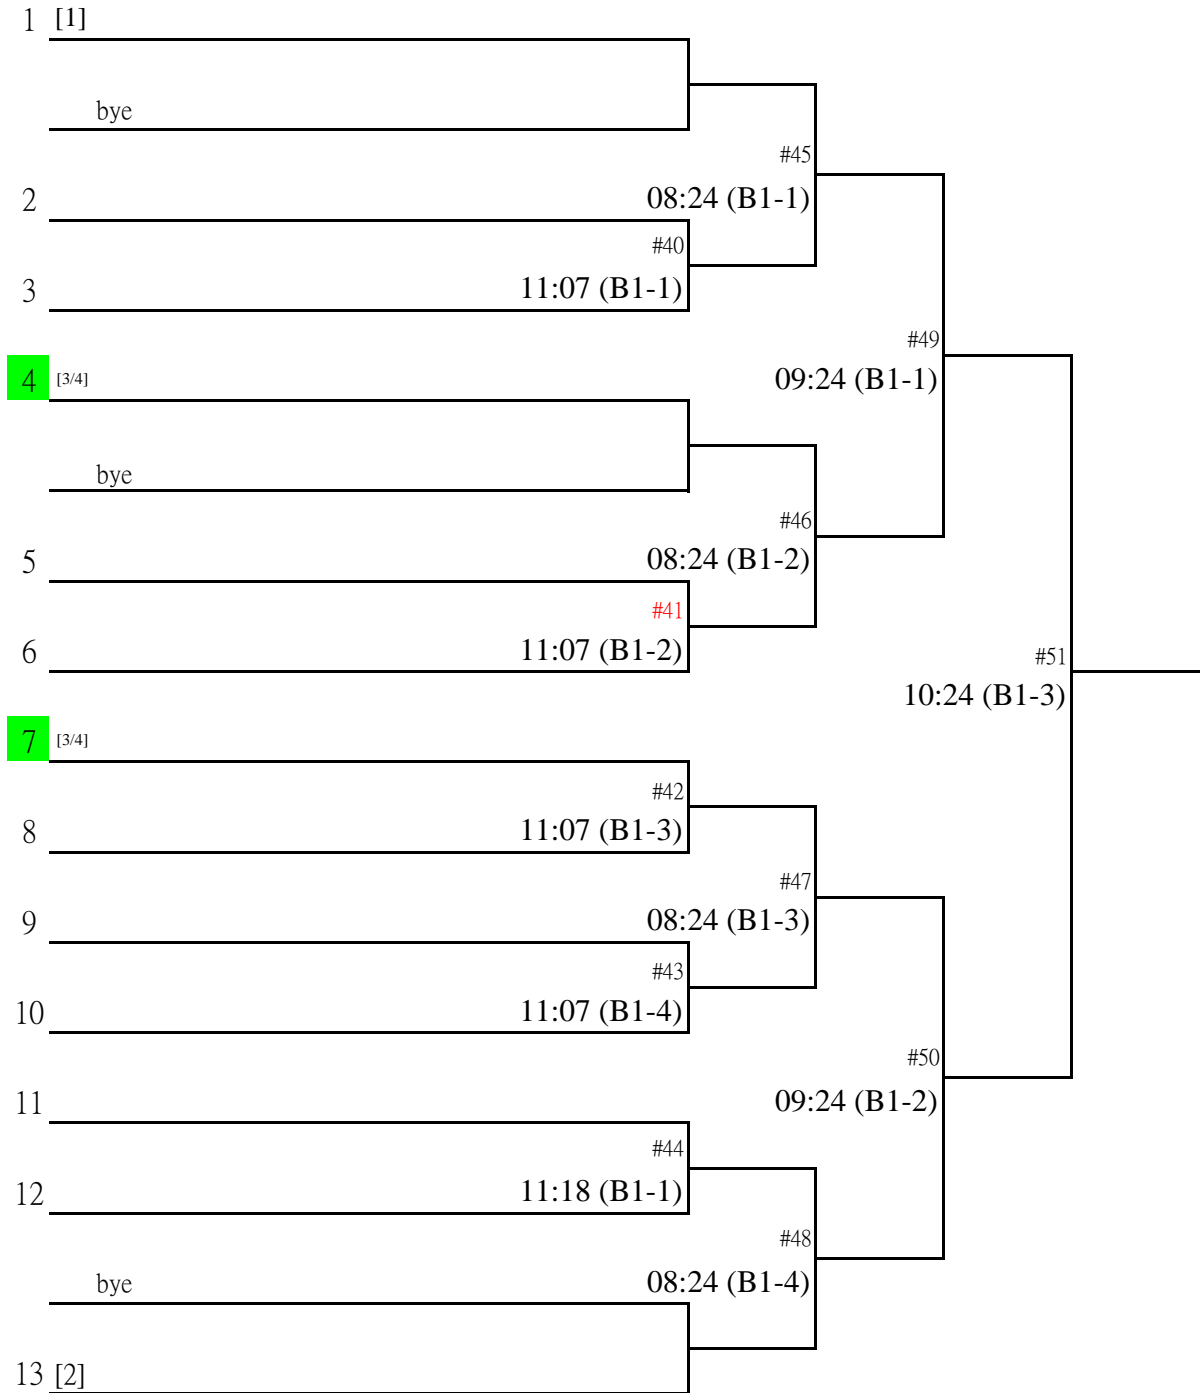 1 [1]
bye
#45
2
08:24 (B1-1)
#40
3
11:07 (B1-1)
#49
4 [3/4]
09:24 (B1-1)
bye
#46
5
08:24 (B1-2)
#41
6
11:07 (B1-2)
#51
10:24 (B1-3)
7 [3/4]
#42
8
11:07 (B1-3)
#47
9
08:24 (B1-3)
#43
10
11:07 (B1-4)
#50
11
09:24 (B1-2)
#44
12
11:18 (B1-1)
#48
bye
08:24 (B1-4)
13 [2]